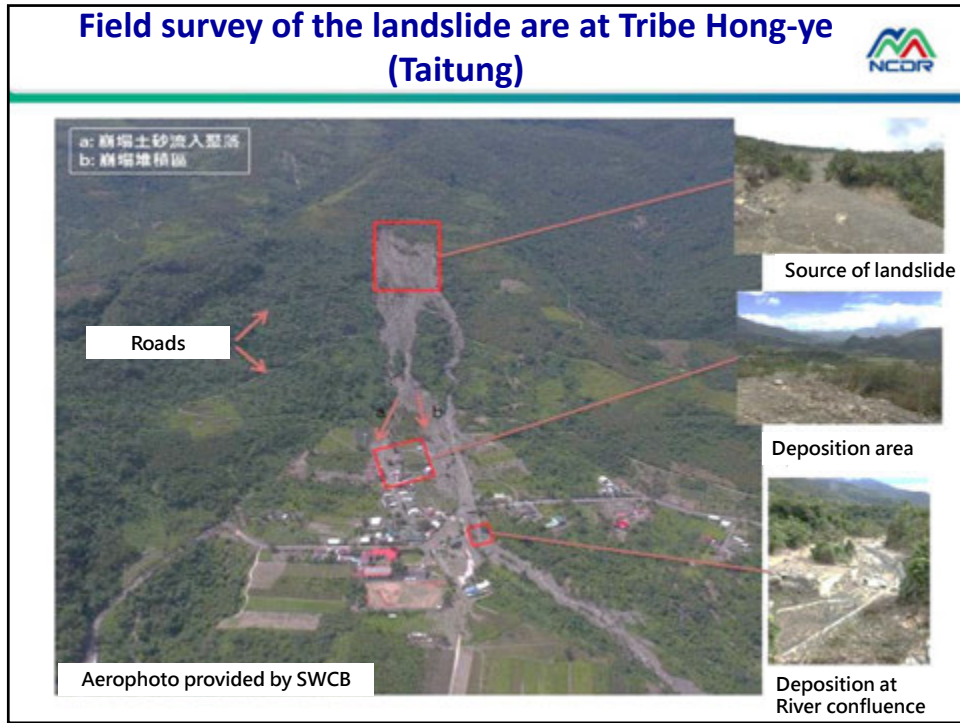 Field survey of the landslide are at Tribe Hong-ye
(Taitung)
NCDR
a: 崩塌土砂流入聚落
b: 崩塌堆積區
Source of landslide
Roads
a
b
Deposition area
Aerophoto provided by SWCB
Deposition at
River confluence